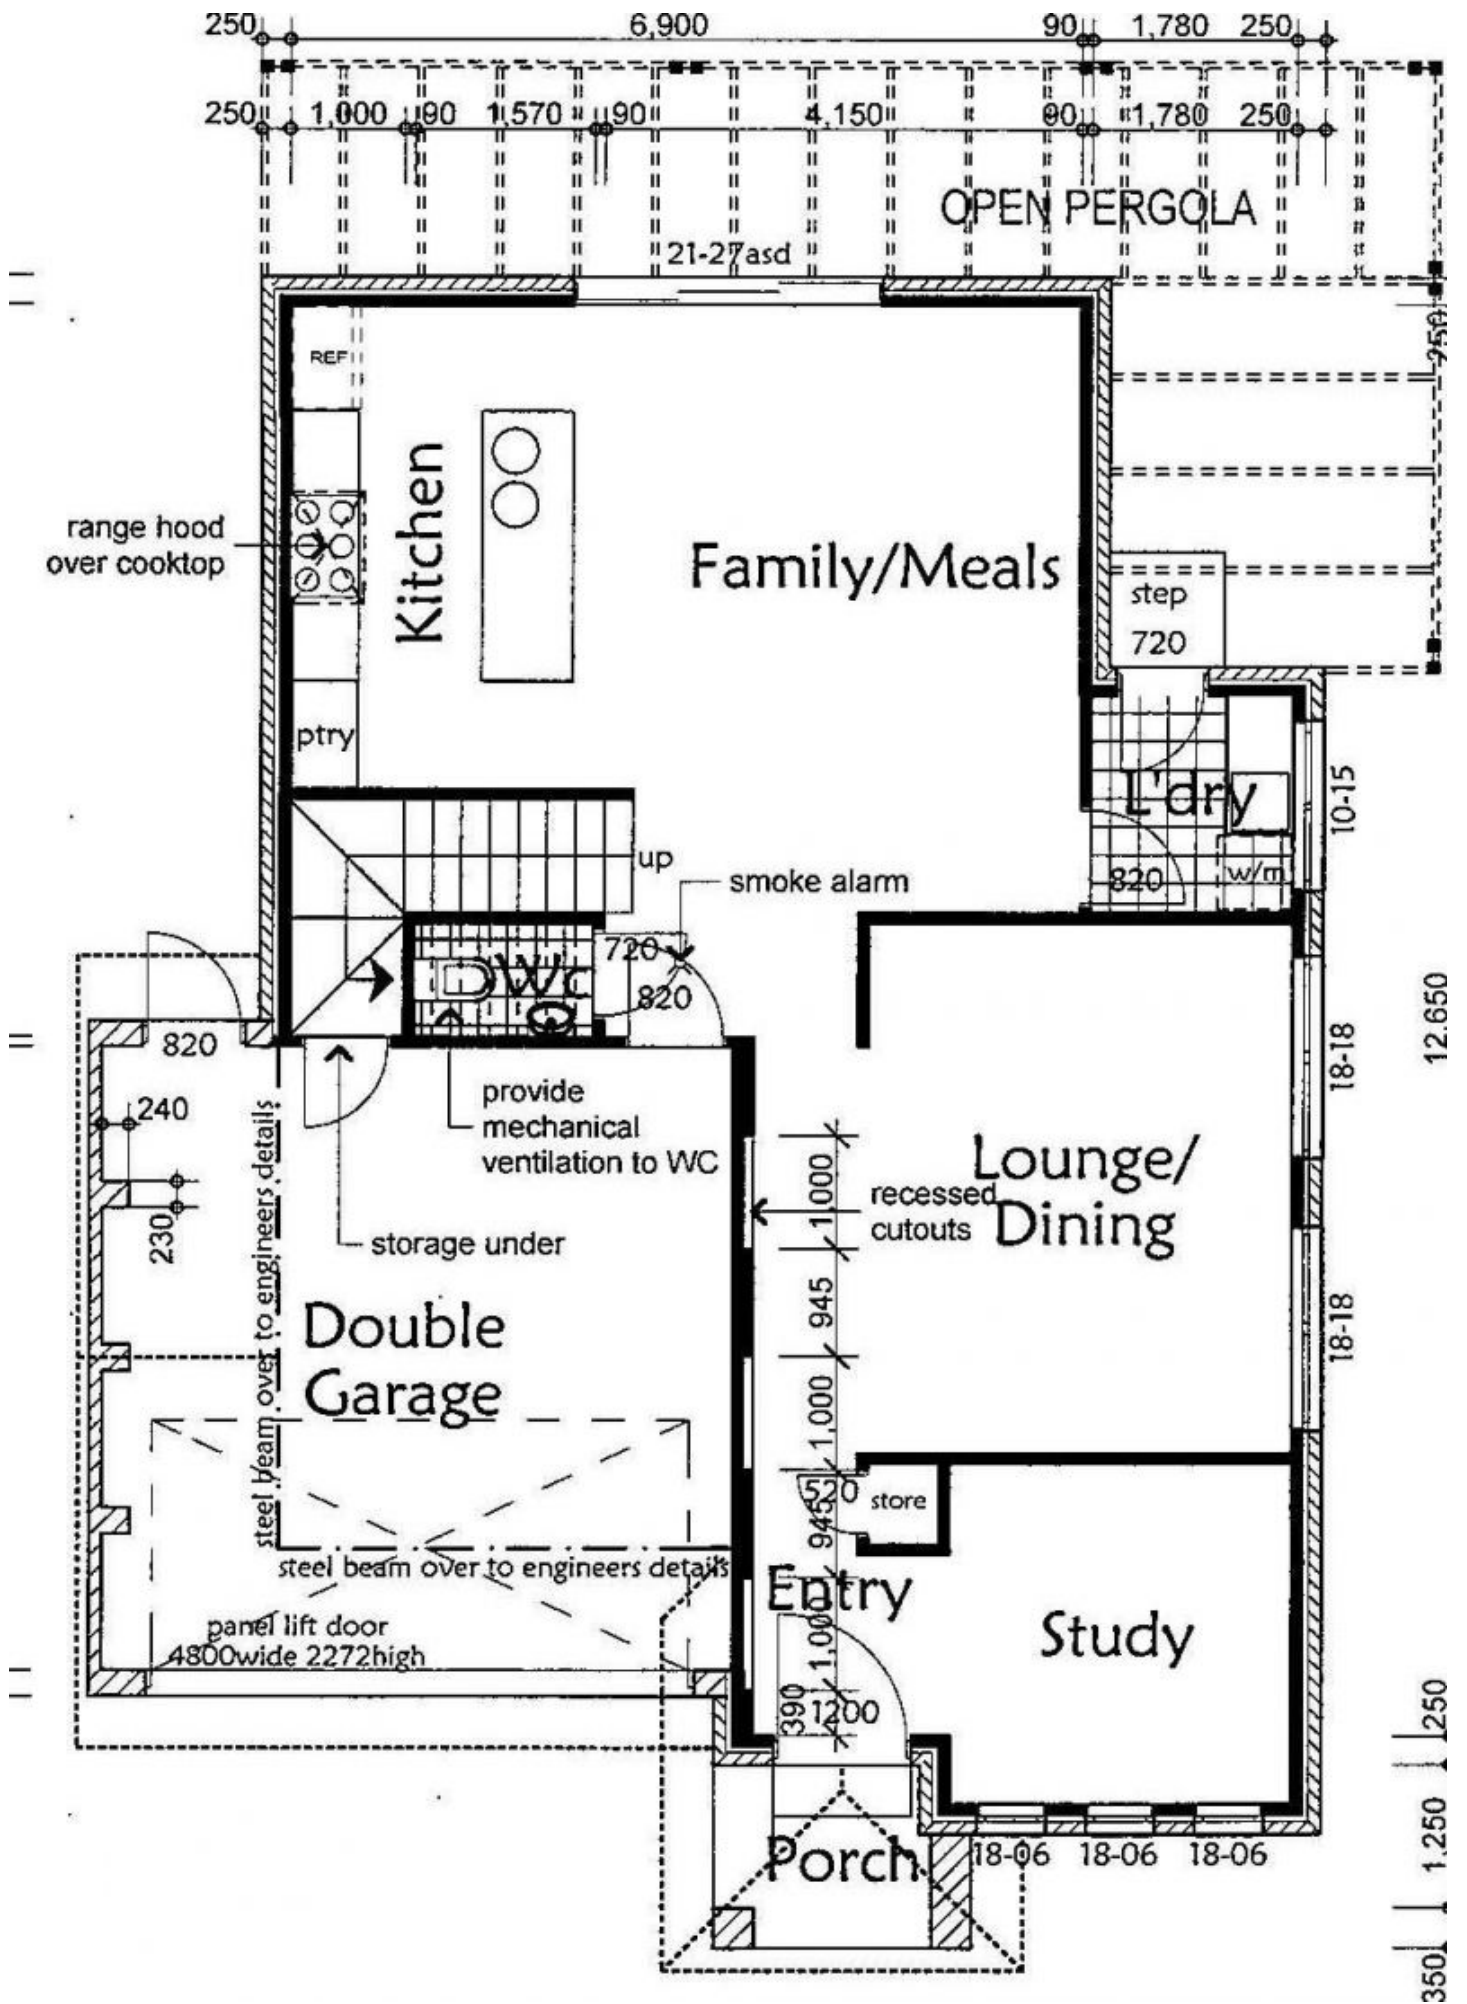 250 6,900 90 1,780 250
250 1,000 90 1,570 90 4,150 90 1,780 250
OPEN PERGOLA
21-27asd
250
REF
Kitchen
range hood
over cooktop
Family/Meals
step
720
ptry
L'dry
10-15
up
smoke alarm
820
w/m
720
Wc
820
820
12,650
18-18
240
provide
mechanical
ventilation to WC
230
storage under
steel beam over to engineers details
1,000
recessed
cutouts
Lounge/
Dining
945
18-18
Double
Garage
1,000
520
store
945
steel beam over to engineers details
Entry
1,000
Study
panel lift door
4800wide 2272high
390
1200
250
Porch
18-06 18-06 18-06
1,250
350